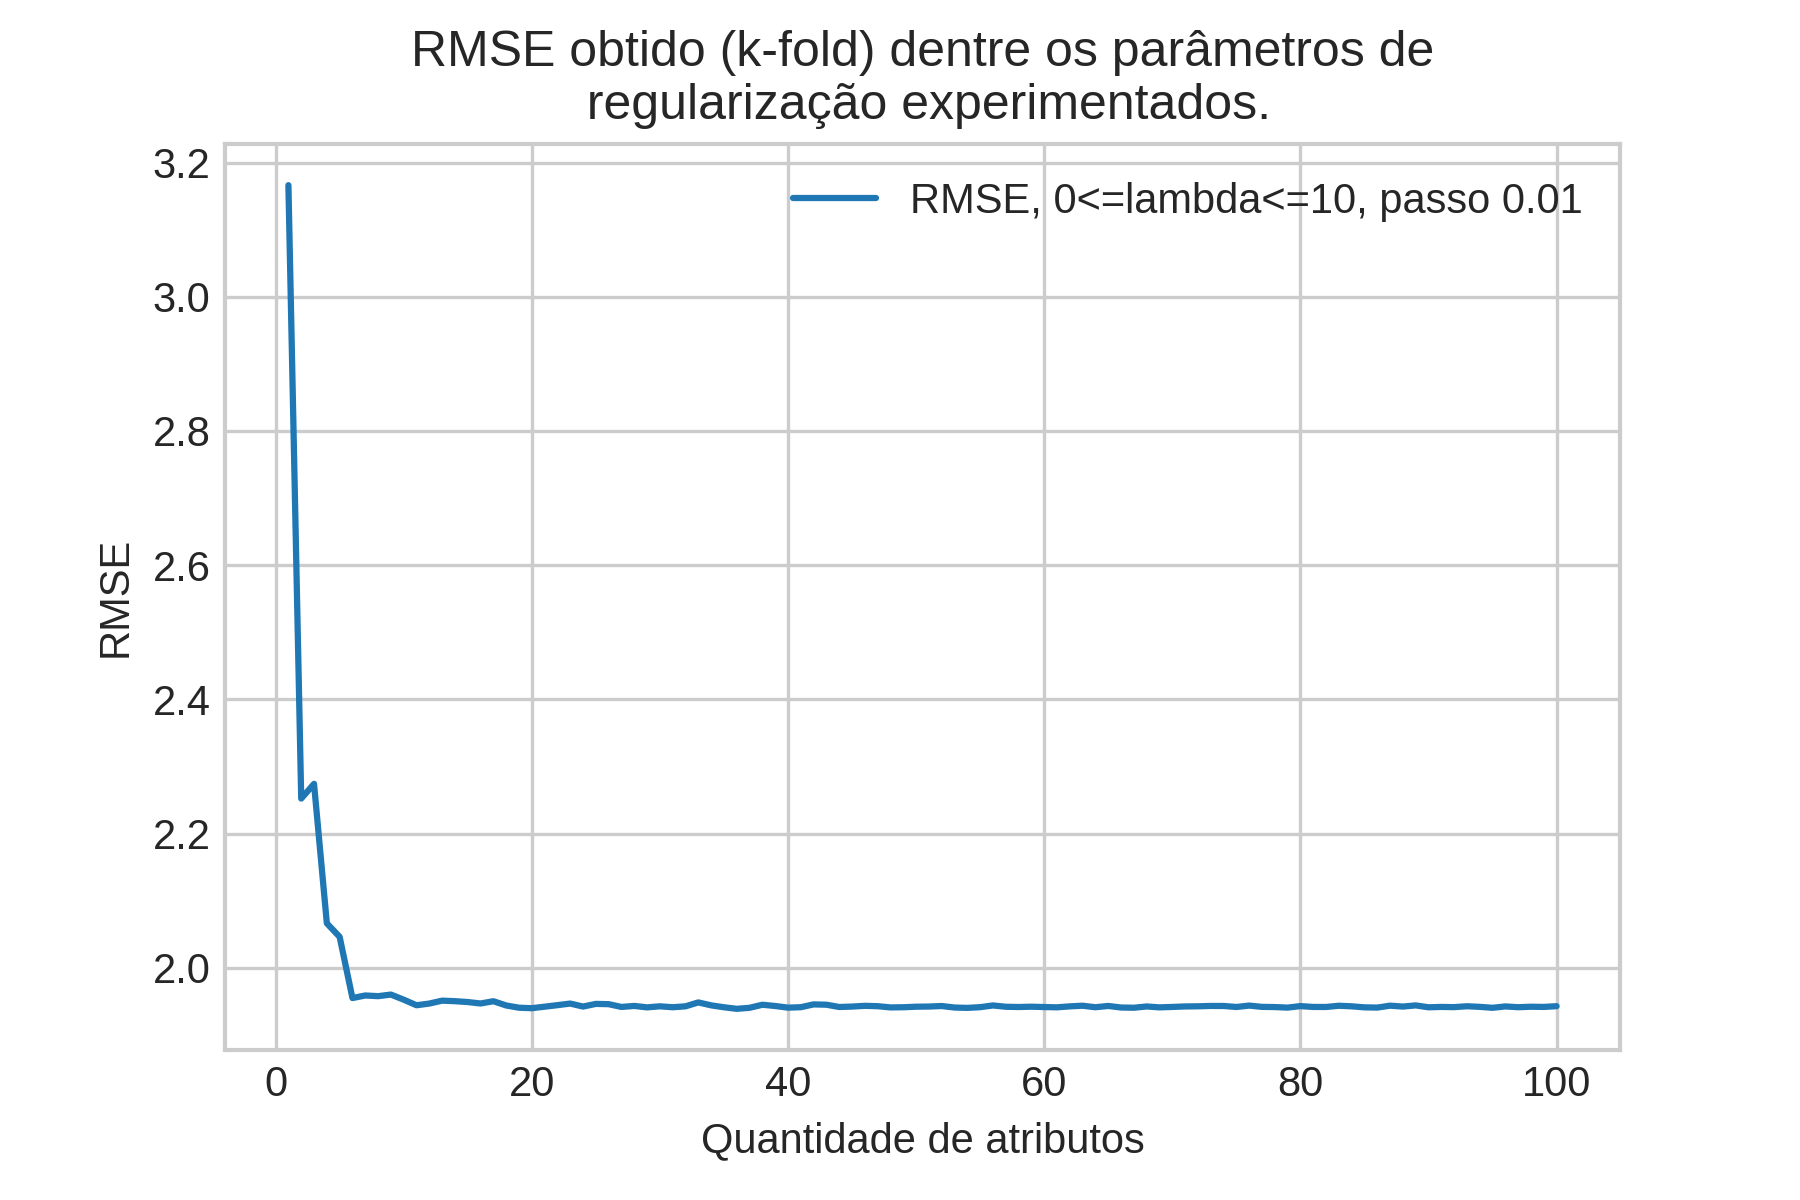 RMSE obtido (k-fold) dentre os parâmetros de
regularização experimentados.
3.2
RMSE, 0<=lambda<=10, passo 0.01
3.0
2.8
2.6
RMSE
2.4
2.2
2.0
0 20 40 60 80 100
Quantidade de atributos